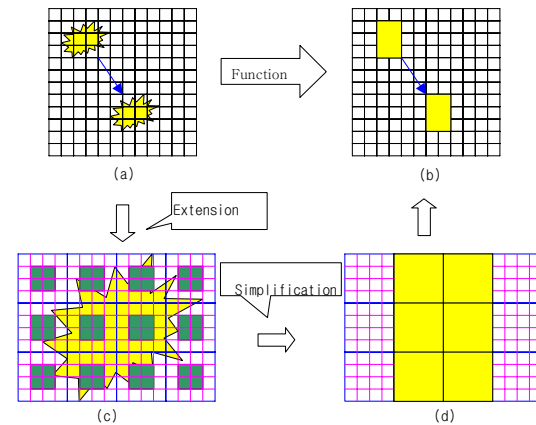 Function
(a)
(b)
Extension
Simplification
(c)
(d)